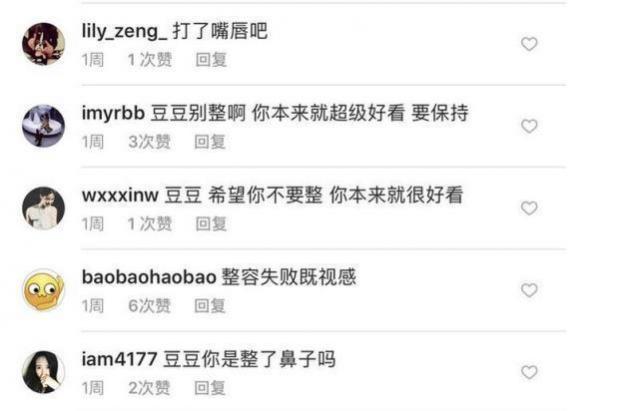 lily_zeng_ 打了嘴唇吧
1周 1次赞 回复
imyrbb 豆豆别整啊 你本来就超级好看 要保持
1周 3次赞 回复
wxxxinw 豆豆 希望你不要整 你本来就很好看
1周 1次赞 回复
baobaohaobao 整容失败既视感
1周 6次赞 回复
iam4177 豆豆你是整了鼻子吗
1周 2次赞 回复